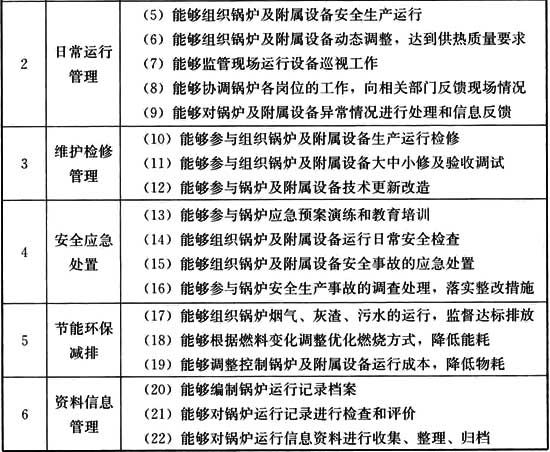 2
日常运行
管理
(5) 能够组织锅炉及附属设备安全生产运行
(6) 能够组织锅炉及附属设备动态调整，达到供热质量要求
(7) 能够监管现场运行设备巡视工作
(8) 能够协调锅炉各岗位的工作，向相关部门反馈现场情况
(9) 能够对锅炉及附属设备异常情况进行处理和信息反馈
3
维护检修
管理
(10) 能够参与组织锅炉及附属设备生产运行检修
(11) 能够参与组织锅炉及附属设备大中小修及验收调试
(12) 能够参与锅炉及附属设备技术更新改造
4
安全应急
处置
(13) 能够参与锅炉应急预案演练和教育培训
(14) 能够组织锅炉及附属设备运行日常安全检查
(15) 能够组织锅炉及附属设备安全事故的应急处置
(16) 能够参与锅炉安全生产事故的调查处理，落实整改措施
5
节能环保
减排
(17) 能够组织锅炉烟气、灰渣、污水的运行，监督达标排放
(18) 能够根据燃料变化调整优化燃烧方式，降低能耗
(19) 能够调整控制锅炉及附属设备运行成本，降低物耗
6
资料信息
管理
(20) 能够编制锅炉运行记录档案
(21) 能够对锅炉运行记录进行检查和评价
(22) 能够对锅炉运行信息资料进行收集、整理、归档